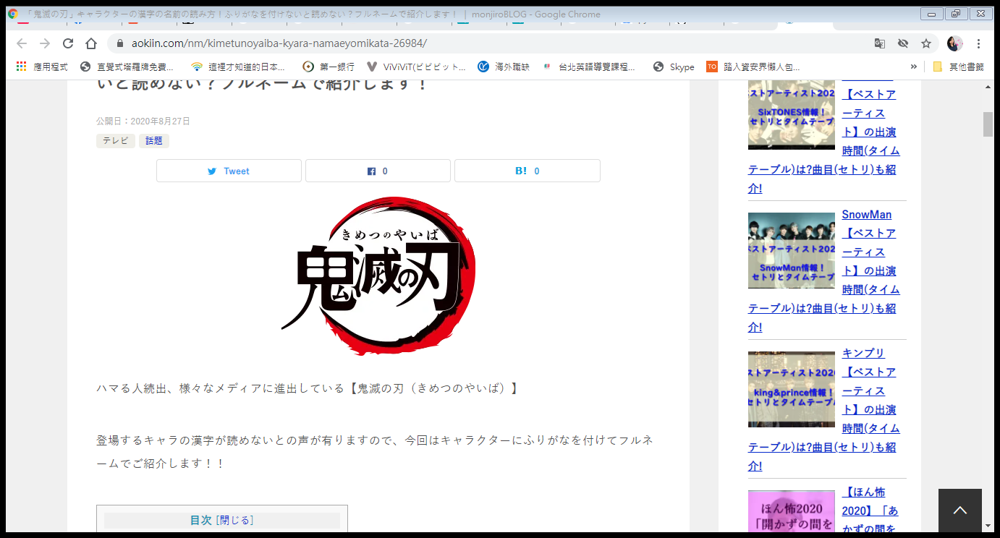 「鬼滅の刃」キャラクターの漢字の名前の読み方！ふりがなを付けないと読めない？フルネームで紹介します！ | monjiroBLOG - Google Chrome
aokiin.com/nm/kimetunoyaiba-kyara-namaeyomikata-26984/
應用程式 直覺式塔羅牌免費... 這裡才知道的日本... 第一銀行 ViViViT(ビビビット... 海外職缺 台北英語導覽課程... Skype TO 踏入資安界懶人包... » 其他書籤
いと読めない？フルネームで紹介します！
公開日：2020年8月27日
テレビ 話題
Tweet 0 B! 0
きめつのやいば
鬼滅の刃
ハマる人続出、様々なメディアに進出している【鬼滅の刃（きめつのやいば）】
登場するキャラの漢字が読めないとの声が有りますので、今回はキャラクターにふりがなを付けてフルネ
ームでご紹介します！！
目次 [閉じる]
ストアーティスト202
SixTONES情報！
セトリとタイムテーブ
【ベストア
ーティス
ト】の出演
時間(タイム
テーブル)は?曲目(セトリ)も紹
介!
ベストアーティスト202
SnowMan情報！
セトリとタイムテーブ
SnowMan
【ベストア
ーティス
ト】の出演
時間(タイム
テーブル)は?曲目(セトリ)も紹
介!
ストアーティスト202
king&prince情報！
セトリとタイムテーブ
キンプリ
【ベストア
ーティス
ト】の出演
時間(タイム
テーブル)は?曲目(セトリ)も紹
介!
ほん怖2020
「開かずの間を
【ほん怖
2020】「あ
かずの間を